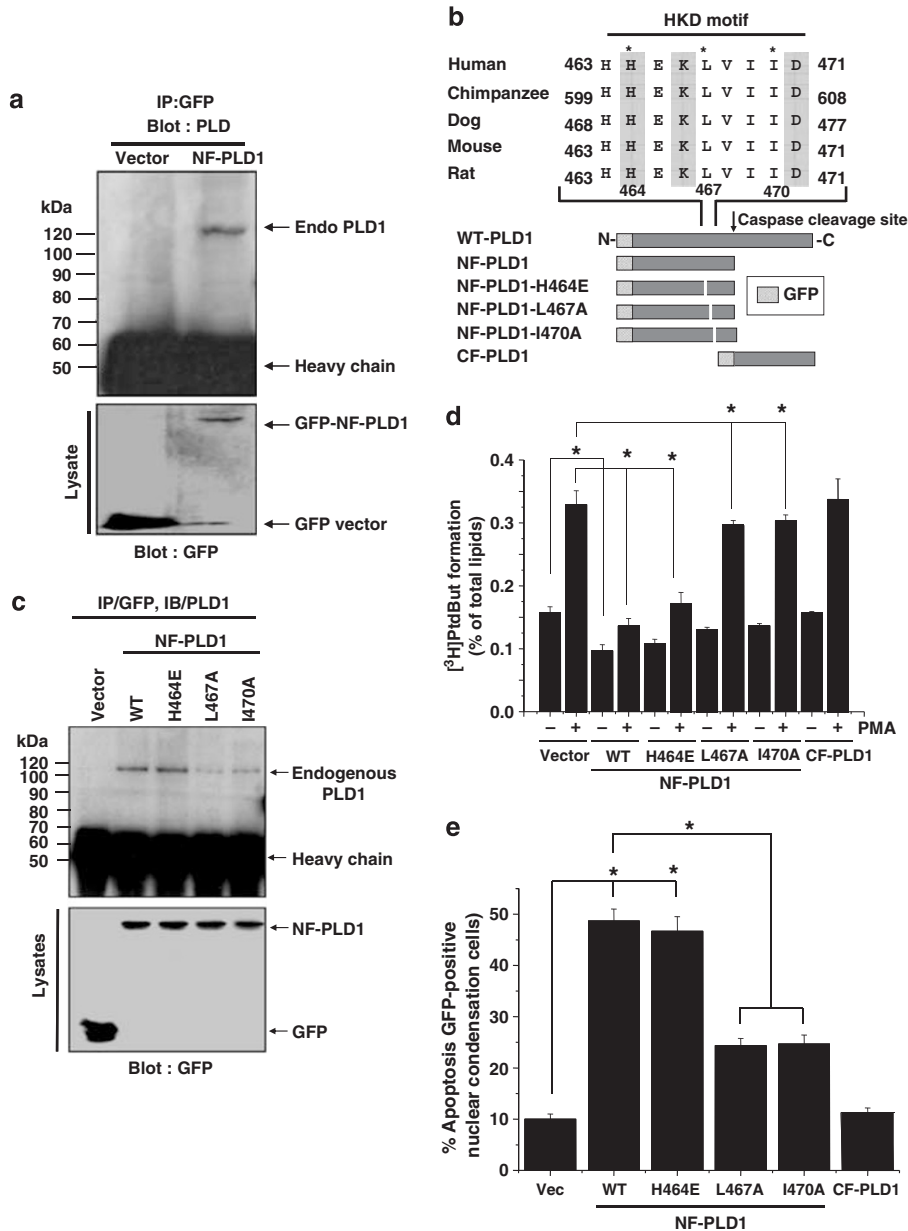 a
IP:GFP
Blot : PLD
Vector NF-PLD1
kDa
120
100
90
80
70
60
50
Endo PLD1
Heavy chain
Lysate
GFP-NF-PLD1
GFP vector
Blot : GFP
b
HKD motif
* * *
Human 463 H H E K L V I I D 471
Chimpanzee 599 H H E K L V I I D 608
Dog 468 H H E K L V I I D 477
Mouse 463 H H E K L V I I D 471
Rat 463 H H E K L V I I D 471
464 467 470
Caspase cleavage site
WT-PLD1 N- -C
NF-PLD1
NF-PLD1-H464E
NF-PLD1-L467A
NF-PLD1-I470A
CF-PLD1
GFP
c
IP/GFP, IB/PLD1
NF-PLD1
Vector WT H464E L467A I470A
kDa
120
100
90
80
70
60
50
Endogenous
PLD1
Heavy chain
Lysates
NF-PLD1
GFP
Blot : GFP
d
* * * * *
[³H]PtdBut formation
(% of total lipids)
0.4
0.3
0.2
0.1
0.0
− + − + − + − + − + − + PMA
Vector WT H464E L467A I470A CF-PLD1
NF-PLD1
e
* * *
% Apoptosis GFP-positive
nuclear condensation cells
50
40
30
20
10
0
Vec WT H464E L467A I470A CF-PLD1
NF-PLD1